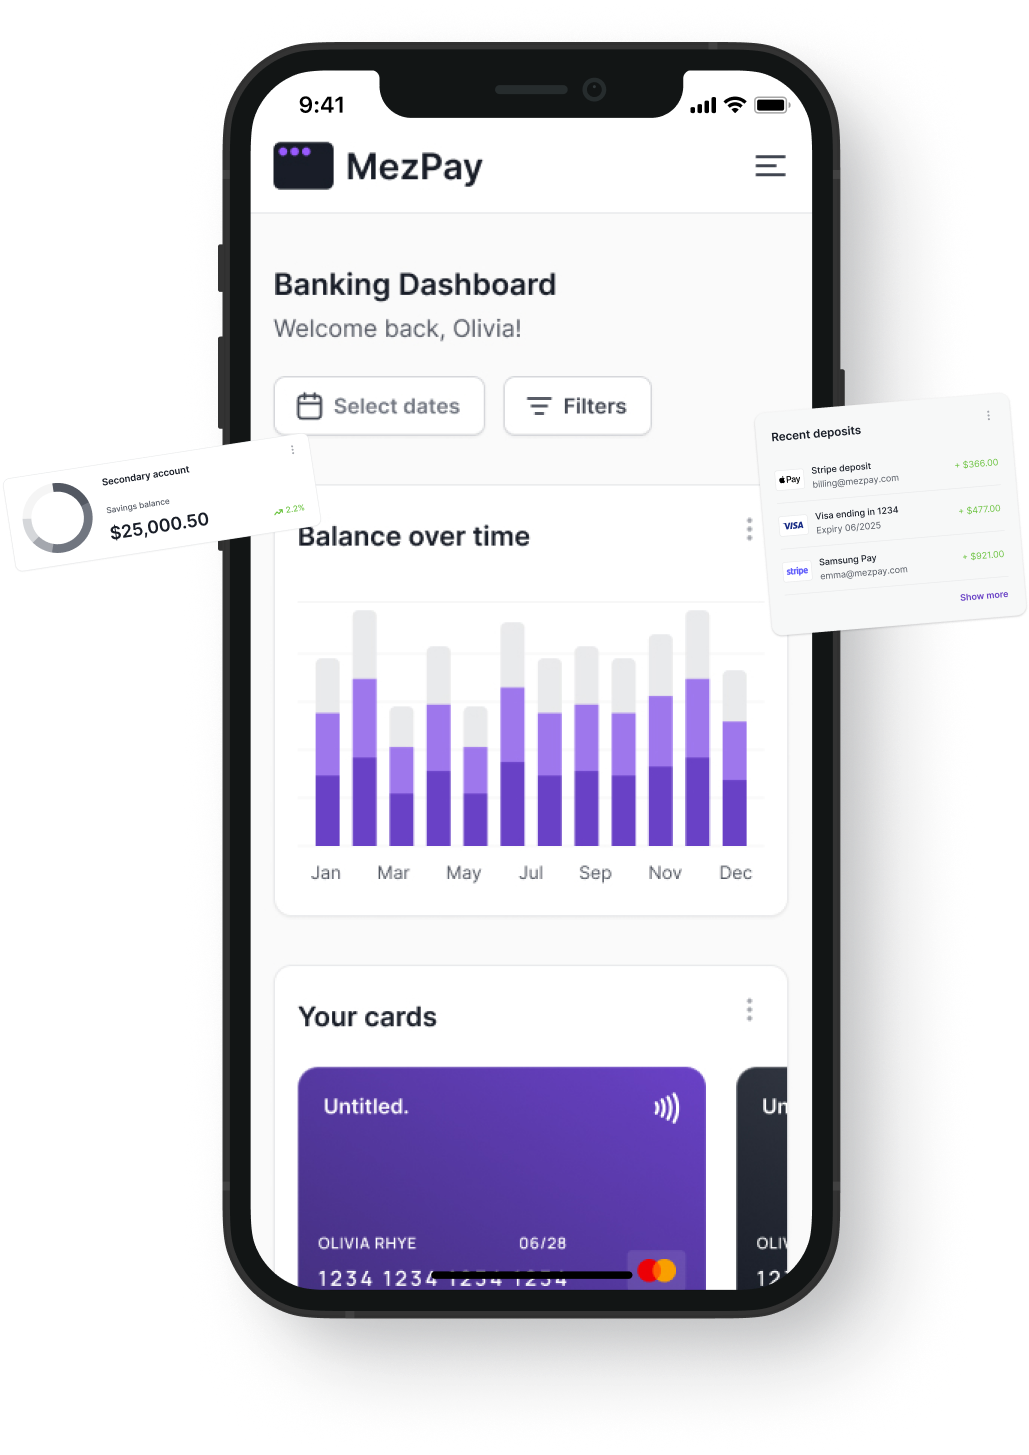 9:41
MezPay
Banking Dashboard
Welcome back, Olivia!
Select dates
Filters
Secondary account
Savings balance
$25,000.50
2.2%
Recent deposits
Pay
Stripe deposit
billing@mezpay.com
+ $366.00
VISA
Visa ending in 1234
Expiry 06/2025
+ $477.00
stripe
Samsung Pay
emma@mezpay.com
+ $921.00
Show more
Balance over time
Jan Mar May Jul Sep Nov Dec
Your cards
Untitled.
OLIVIA RHYE 06/28
1234 1234 1234 1234
Un
OLIV
12